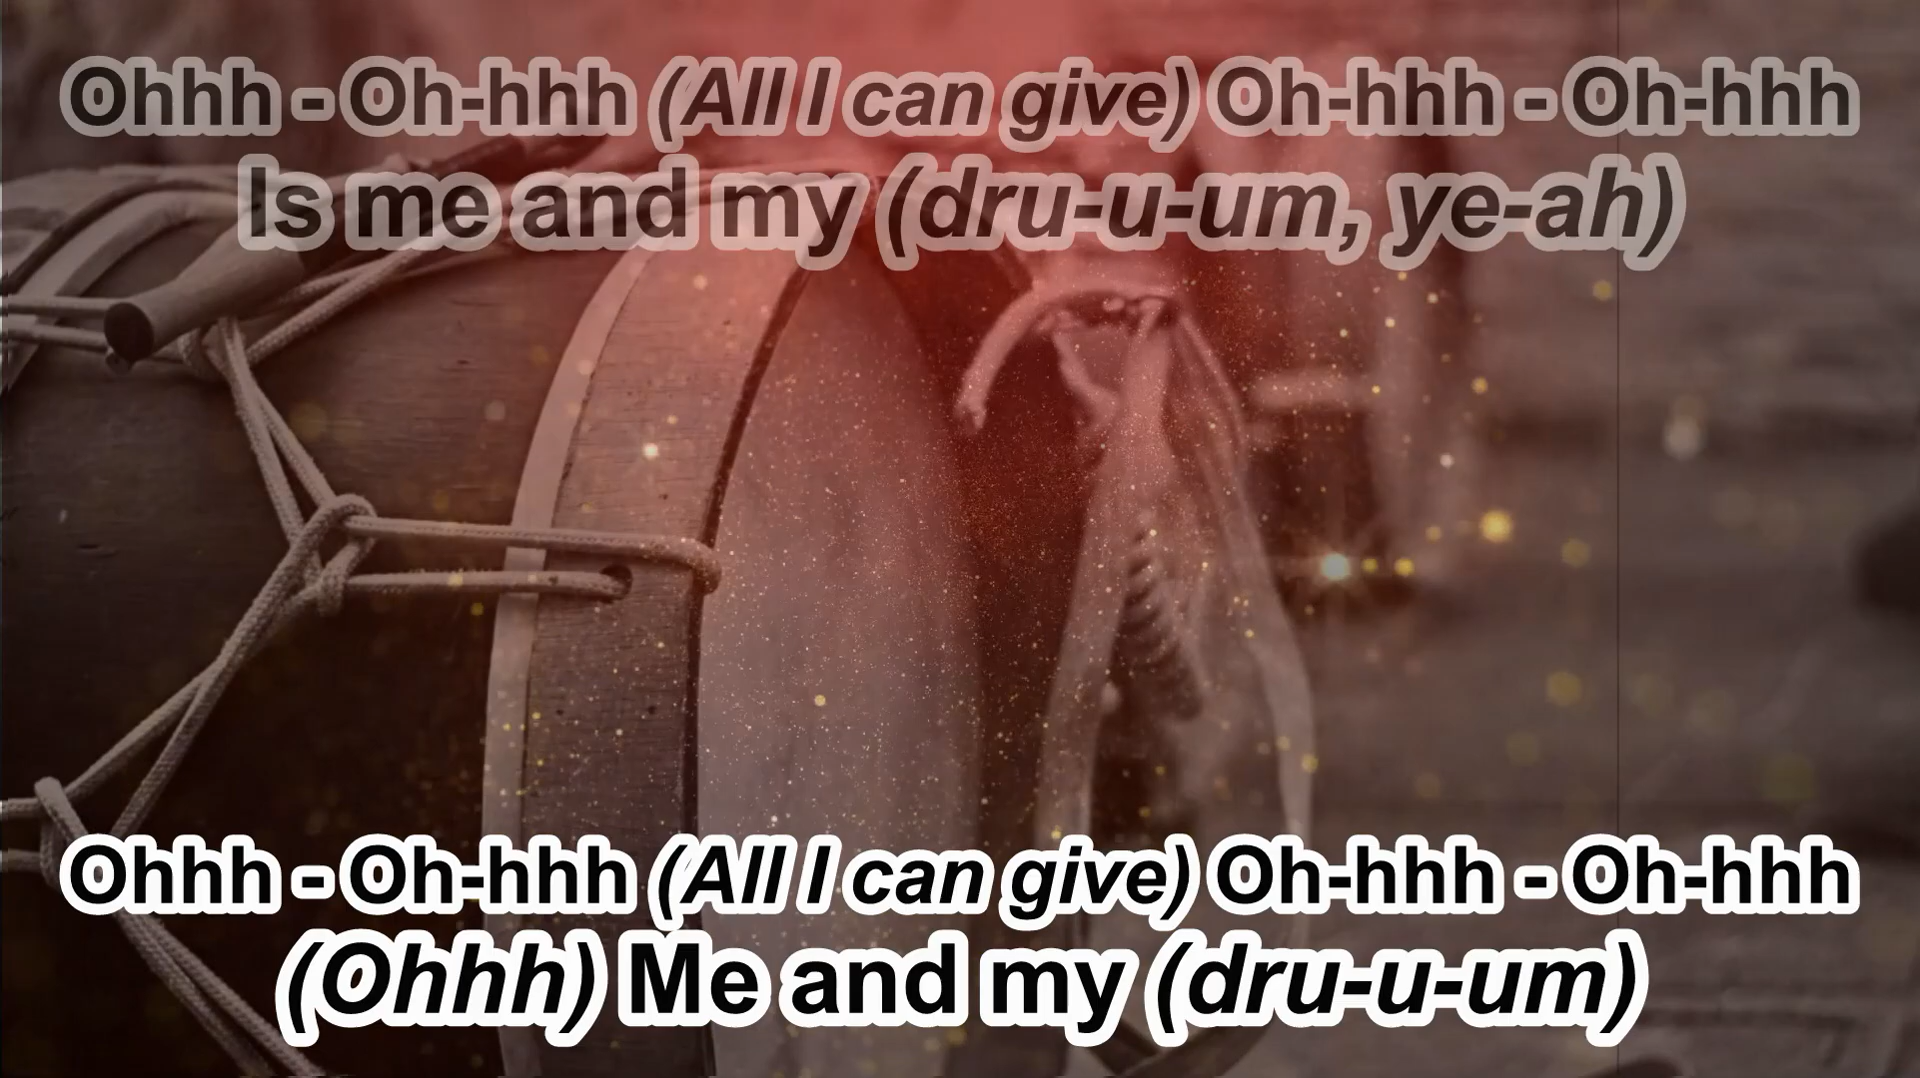 Ohhh - Oh-hhh (All I can give) Oh-hhh - Oh-hhh
Is me and my (dru-u-um, ye-ah)
Ohhh - Oh-hhh (All I can give) Oh-hhh - Oh-hhh
(Ohhh) Me and my (dru-u-um)